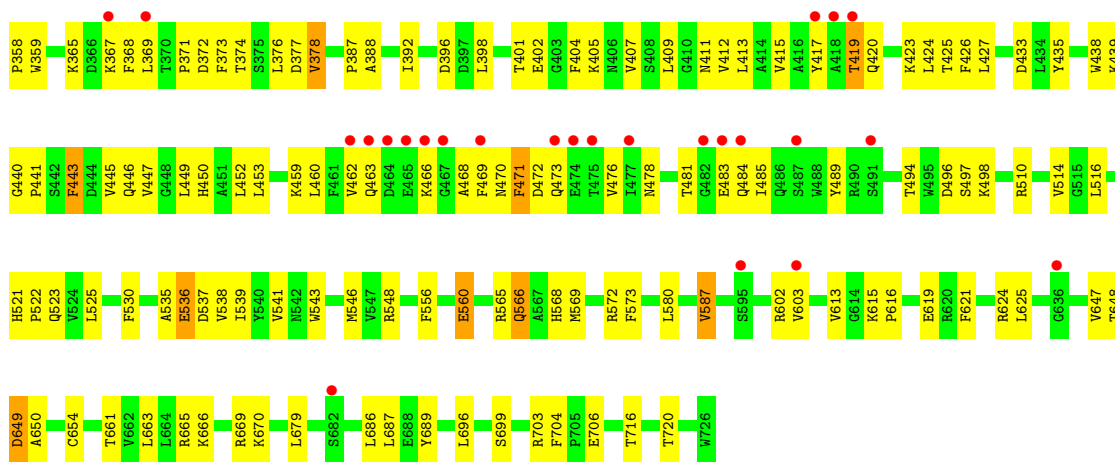 P358 W359 K365 D366 K367 F368 L369 T370 P371 D372 F373 T374 S375 L376 D377 V378 P387 A388 I392 D396 D397 L398 T401 E402 G403 F404 K405 N406 V407 S408 L409 G410 N411 V412 L413 A414 V415 A416 Y417 A418 T419 Q420 K423 L424 T425 F426 L427 D433 L434 Y435 W438 K439
G440 P441 S442 F443 D444 V445 Q446 V447 G448 L449 H450 A451 L452 L453 K459 L460 F461 V462 Q463 D464 E465 K466 G467 A468 F469 N470 F471 D472 Q473 E474 T475 V476 I477 N478 T481 G482 E483 Q484 I485 Q486 S487 W488 Y489 R490 S491 T494 W495 D496 S497 K498 R510 V514 G515 L516
H521 P522 Q523 V524 L525 F530 A535 E536 D537 V538 I539 Y540 V541 N542 W543 M546 V547 R548 F556 E560 R565 Q566 A567 H568 M569 R572 F573 L580 V587 S595 R602 V603 V613 G614 K615 P616 E619 R620 F621 R624 L625 G636 V647 T648
D649 A650 C654 T661 V662 L663 L664 R665 K666 R669 K670 L679 S682 L686 L687 E688 Y689 L696 S699 R703 F704 P705 E706 T716 T720 W726